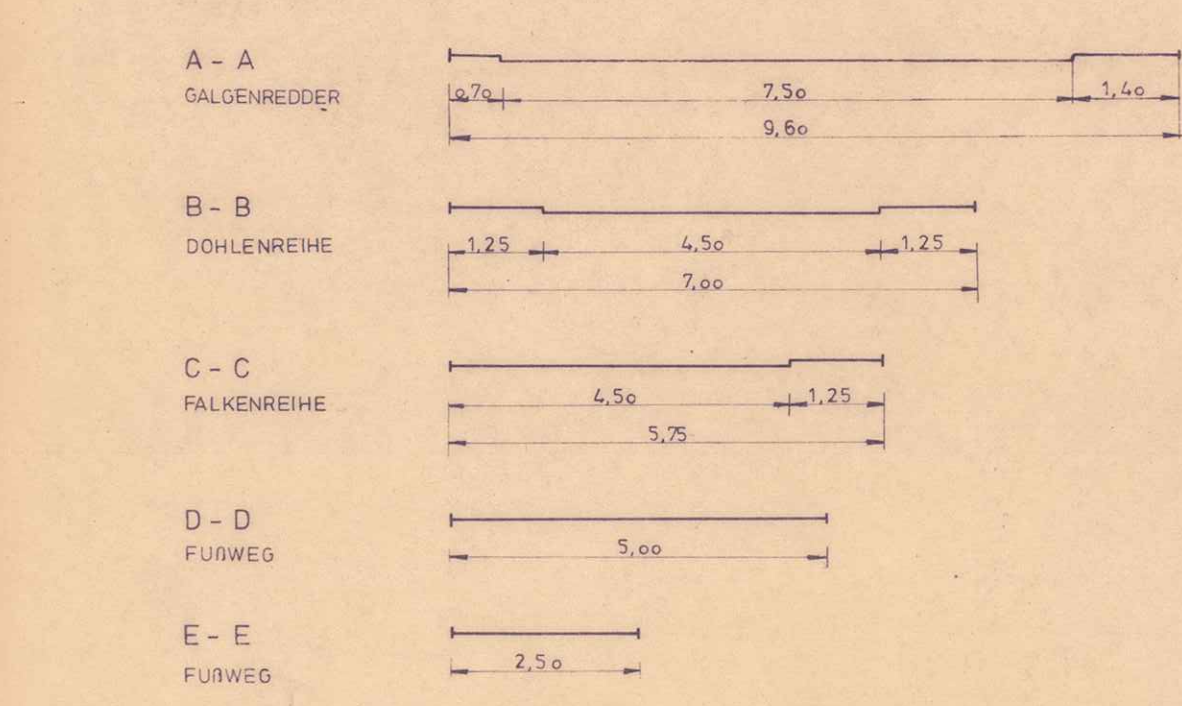 A - A
GALGENREDDER
0,70 7,50 1,40
9,60
B - B
DOHLENREIHE
1,25 4,50 1,25
7,00
C - C
FALKENREIHE
4,50 1,25
5,75
D - D
FUßWEG
5,00
E - E
FUßWEG
2,50